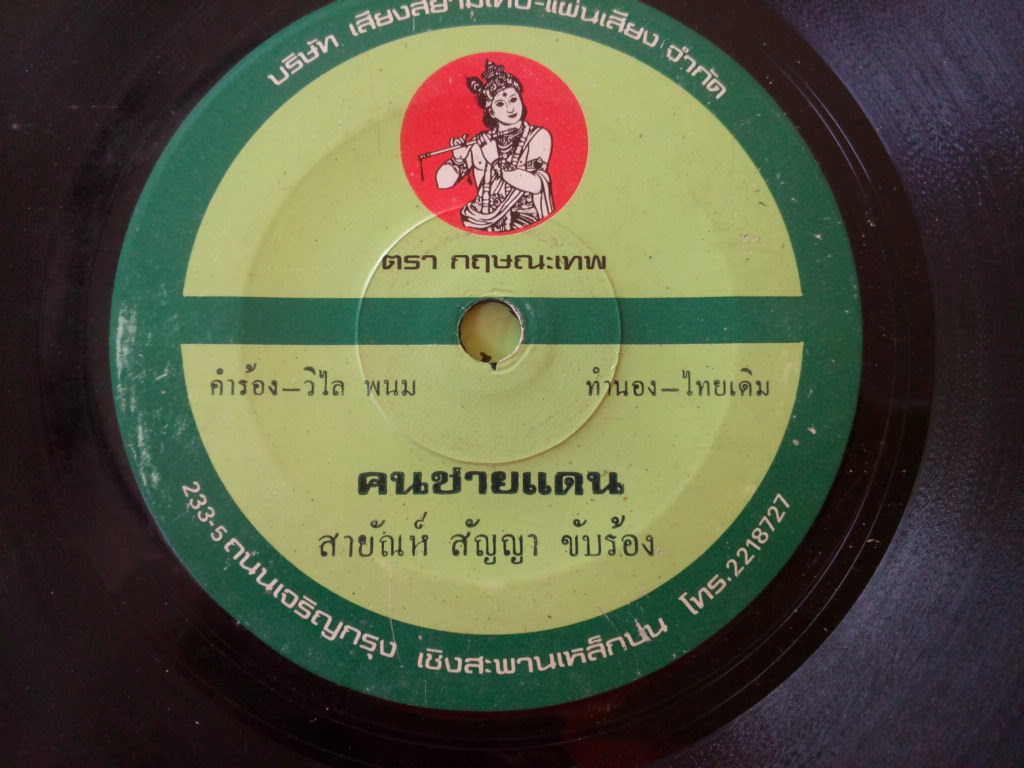 บริษัท เสียงสยามเทป-แผ่นเสียง จำกัด
ตรา กฤษณะเทพ
คำร้อง–วิไล พนม
ทำนอง–ไทยเดิม
คนชายแดน
สายัณห์ สัญญา ขับร้อง
233-5 ถนนเจริญกรุง เชิงสะพานเหล็กบน โทร.2218727